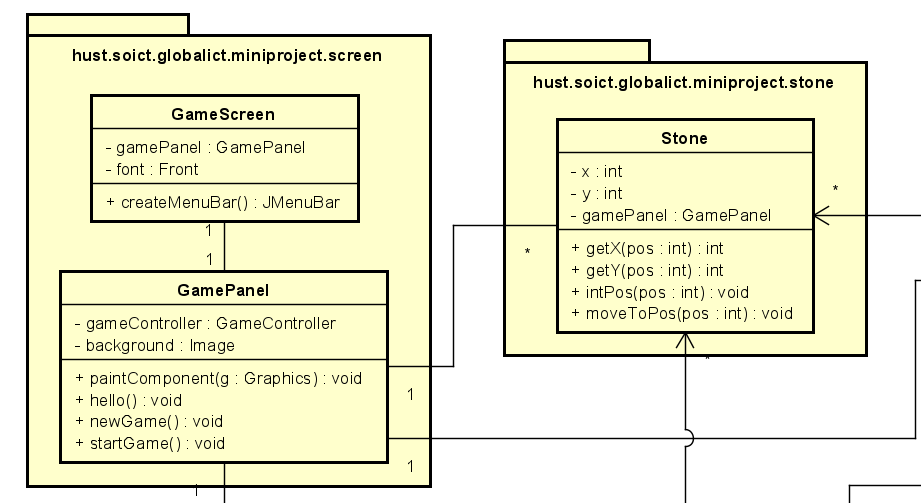 hust.soict.globalict.miniproject.screen
GameScreen
- gamePanel : GamePanel
- font : Front
+ createMenuBar() : JMenuBar
1
1
GamePanel
- gameController : GameController
- background : Image
+ paintComponent(g : Graphics) : void
+ hello() : void
+ newGame() : void
+ startGame() : void
1
1
1
hust.soict.globalict.miniproject.stone
Stone
- x : int
- y : int
- gamePanel : GamePanel
+ getX(pos : int) : int
+ getY(pos : int) : int
+ intPos(pos : int) : void
+ moveToPos(pos : int) : void
*
*
*